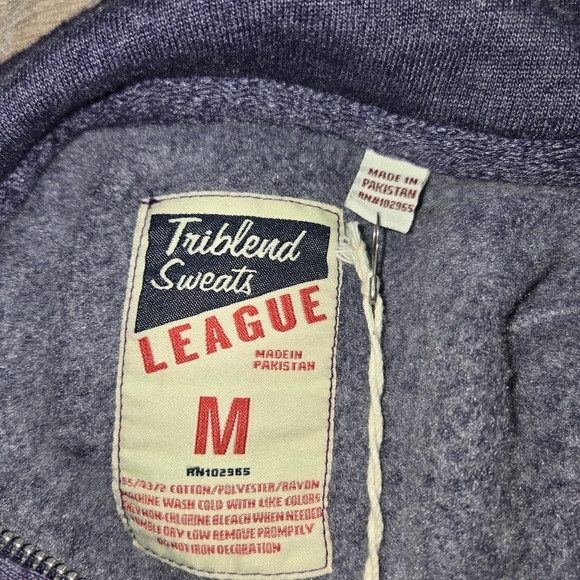 Triblend
Sweats
LEAGUE
MADE IN
PAKISTAN
M
RN102965
55/43/2 COTTON/POLYESTER/RAYON
MACHINE WASH COLD WITH LIKE COLORS
ONLY NON-CHLORINE BLEACH WHEN NEEDED
TUMBLE DRY LOW REMOVE PROMPTLY
DO NOT IRON DECORATION
MADE IN
PAKISTAN
RN#102965